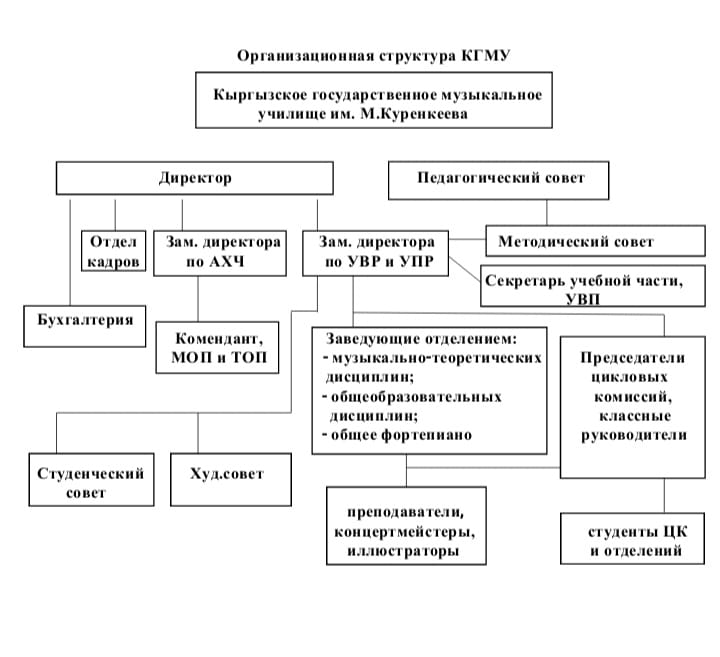 Организационная структура КГМУ
Кыргызское государственное музыкальное
училище им. М.Куренкеева
Директор
Педагогический совет
Отдел
кадров
Зам. директора
по АХЧ
Зам. директора
по УВР и УПР
Методический совет
Секретарь учебной части,
УВП
Бухгалтерия
Комендант,
МОП и ТОП
Заведующие отделением:
- музыкально-теоретических
дисциплин;
- общеобразовательных
дисциплин;
- общее фортепиано
Председатели
цикловых
комиссий,
классные
руководители
Студенческий
совет
Худ.совет
преподаватели,
концертмейстеры,
иллюстраторы
студенты ЦК
и отделений